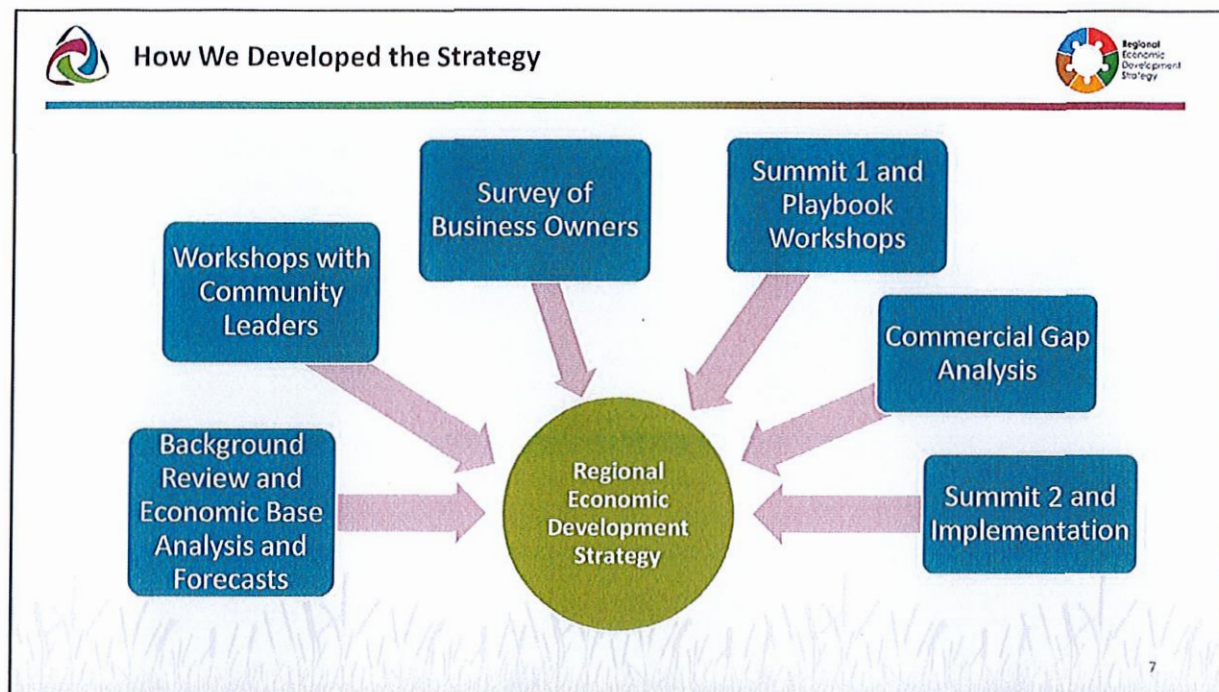 How We Developed the Strategy
Regional
Economic
Development
Strategy
Survey of
Business Owners
Summit 1 and
Playbook
Workshops
Workshops with
Community
Leaders
Commercial Gap
Analysis
Background
Review and
Economic Base
Analysis and
Forecasts
Regional
Economic
Development
Strategy
Summit 2 and
Implementation
7